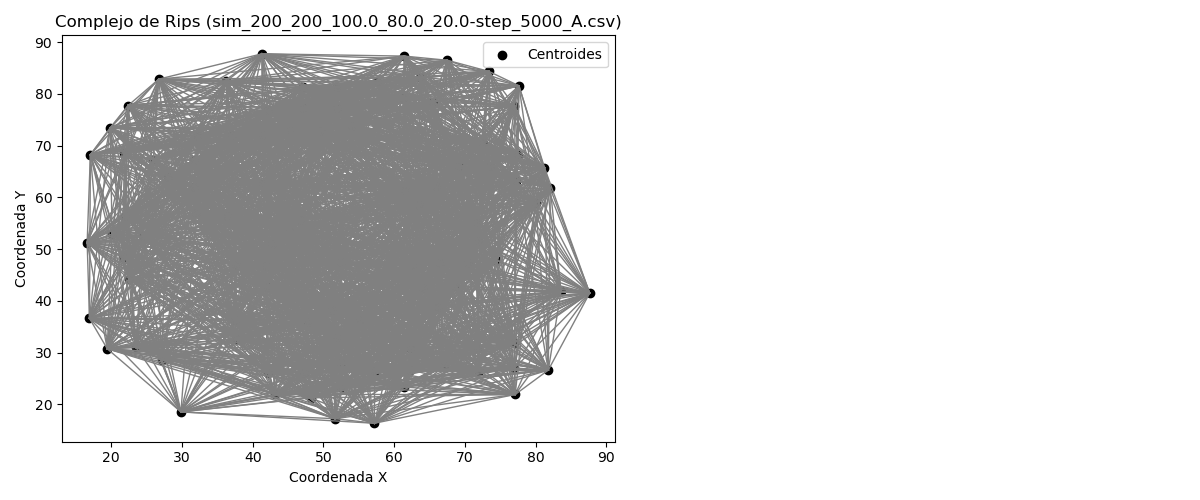 Complejo de Rips (sim_200_200_100.0_80.0_20.0-step_5000_A.csv)
Centroides
90
80
70
60
50
40
30
20
Coordenada Y
20 30 40 50 60 70 80 90
Coordenada X